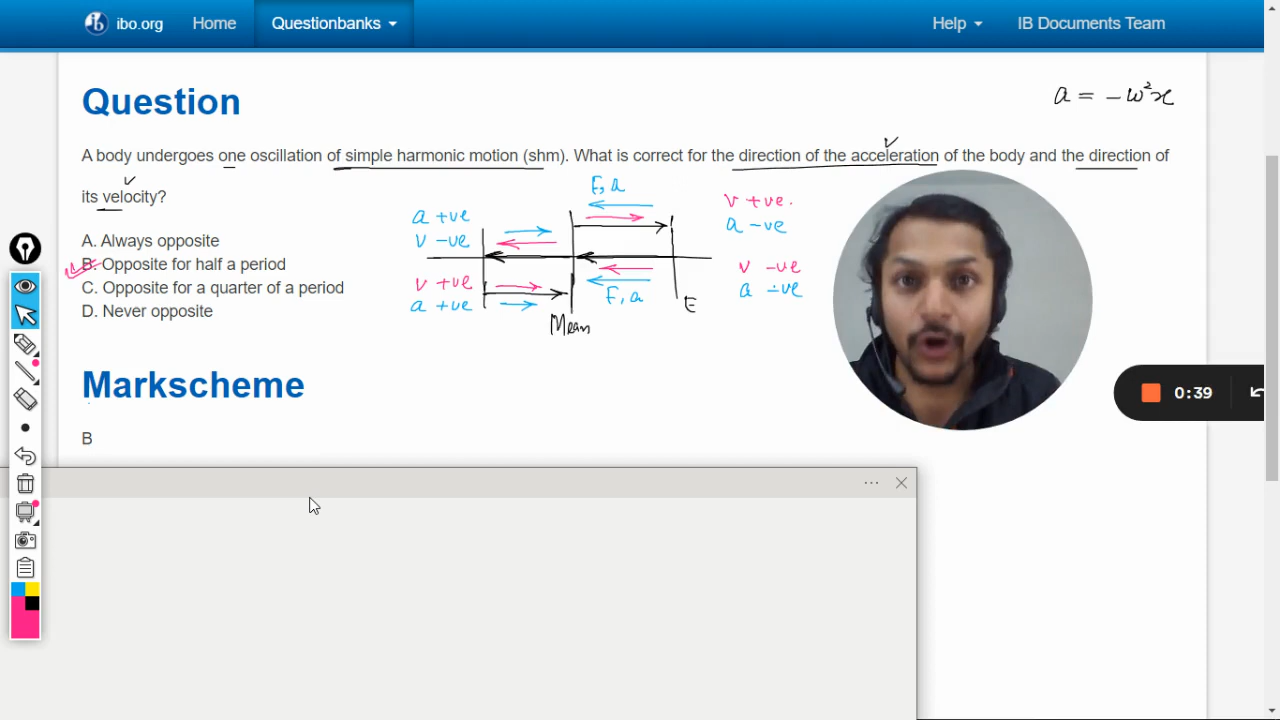 ibo.org Home Questionbanks Help IB Documents Team
Question
a = -ω²x
A body undergoes one oscillation of simple harmonic motion (shm). What is correct for the direction of the acceleration of the body and the direction of
its velocity?
A. Always opposite
B. Opposite for half a period
C. Opposite for a quarter of a period
D. Never opposite
F, a
a +ve
v -ve
v +ve.
a -ve
v +ve
a +ve
v -ve
a -ve
F, a
E
Mean
Markscheme
B
0:39